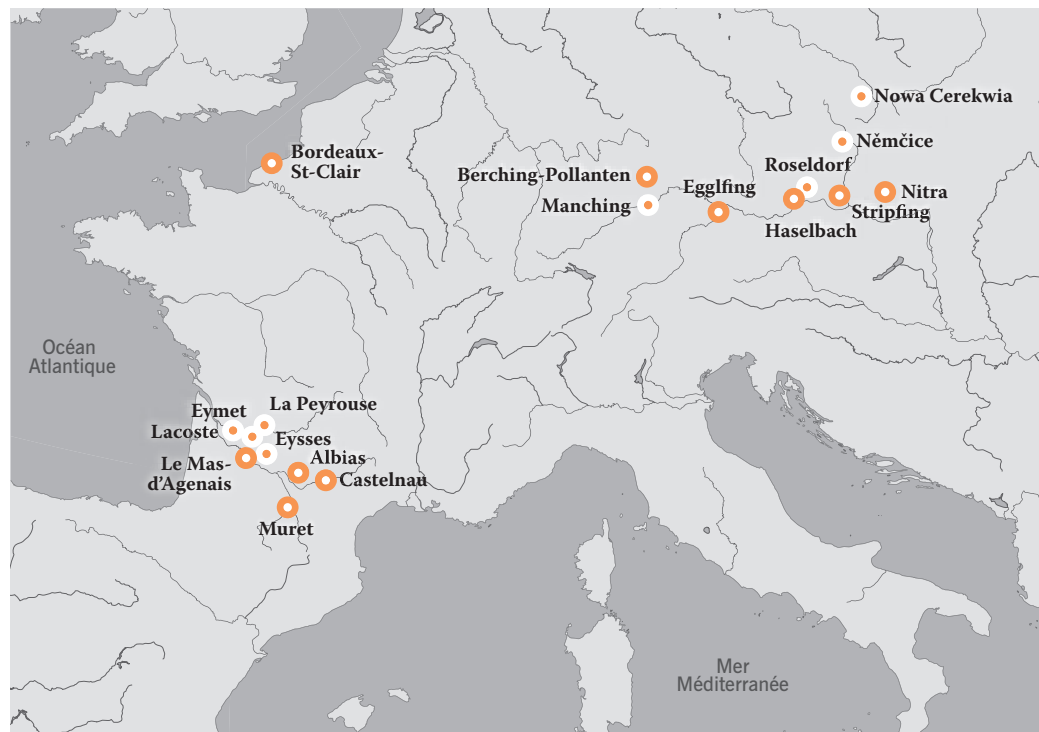 Nowa Cerekwia
Němčice
Bordeaux-
St-Clair
Roseldorf
Berching-Pollanten
Egglfing
Nitra
Manching
Stripfing
Haselbach
Océan
Atlantique
La Peyrouse
Eymet
Lacoste
Eysses
Albias
Le Mas-
d'Agenais
Castelnau
Muret
Mer
Méditerranée